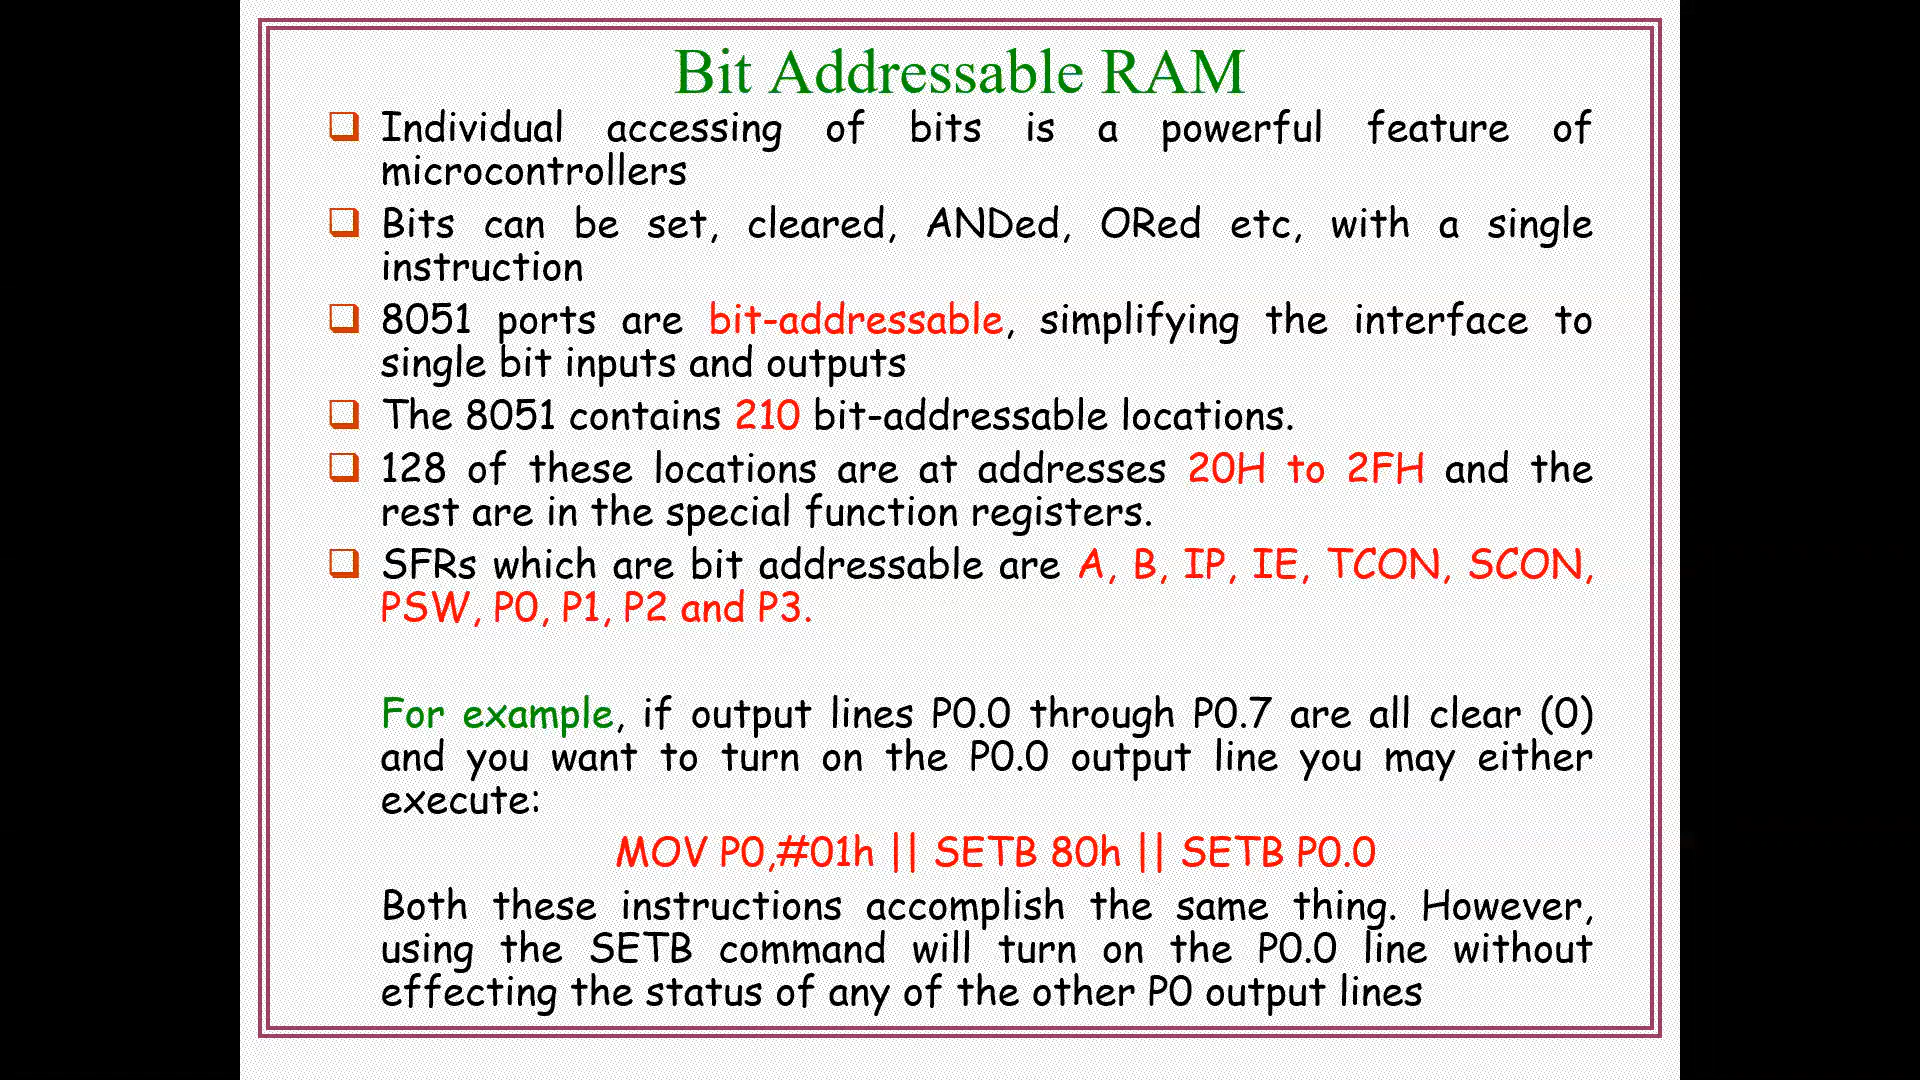 Bit Addressable RAM
Individual accessing of bits is a powerful feature of
microcontrollers
Bits can be set, cleared, ANDed, ORed etc, with a single
instruction
8051 ports are bit-addressable, simplifying the interface to
single bit inputs and outputs
The 8051 contains 210 bit-addressable locations.
128 of these locations are at addresses 20H to 2FH and the
rest are in the special function registers.
SFRs which are bit addressable are A, B, IP, IE, TCON, SCON,
PSW, P0, P1, P2 and P3.
For example, if output lines P0.0 through P0.7 are all clear (0)
and you want to turn on the P0.0 output line you may either
execute:
MOV P0,#01h || SETB 80h || SETB P0.0
Both these instructions accomplish the same thing. However,
using the SETB command will turn on the P0.0 line without
effecting the status of any of the other P0 output lines